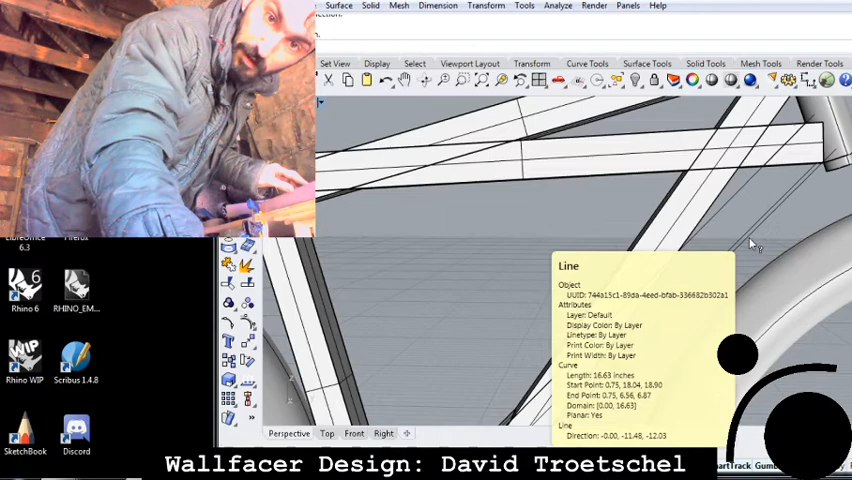 Surface Solid Mesh Dimension Transform Tools Analyze Render Panels Help
Set View Display Select Viewport Layout Transform Curve Tools Surface Tools Solid Tools Mesh Tools Render Tools
LibreOffice
6.3
Rhino 6
RHINO_EM...
Rhino WIP
Scribus 1.4.8
SketchBook
Discord
Line
Object
UUID: 744a15c1-89da-4eed-bfab-336682b302a1
Attributes
Layer: Default
Display Color: By Layer
Linetype: By Layer
Print Color: By Layer
Print Width: By Layer
Curve
Length: 16.63 inches
Start Point: 0.75, 18.04, 18.90
End Point: 0.75, 6.56, 6.87
Domain: [0.00, 16.63]
Planar: Yes
Line
Direction: -0.00, -11.48, -12.03
Perspective Top Front Right
Wallfacer Design: David Troetschel